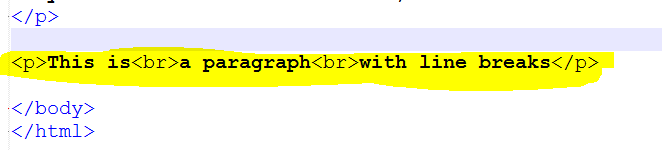 </p>
<p>This is<br>a paragraph<br>with line breaks</p>
</body>
</html>